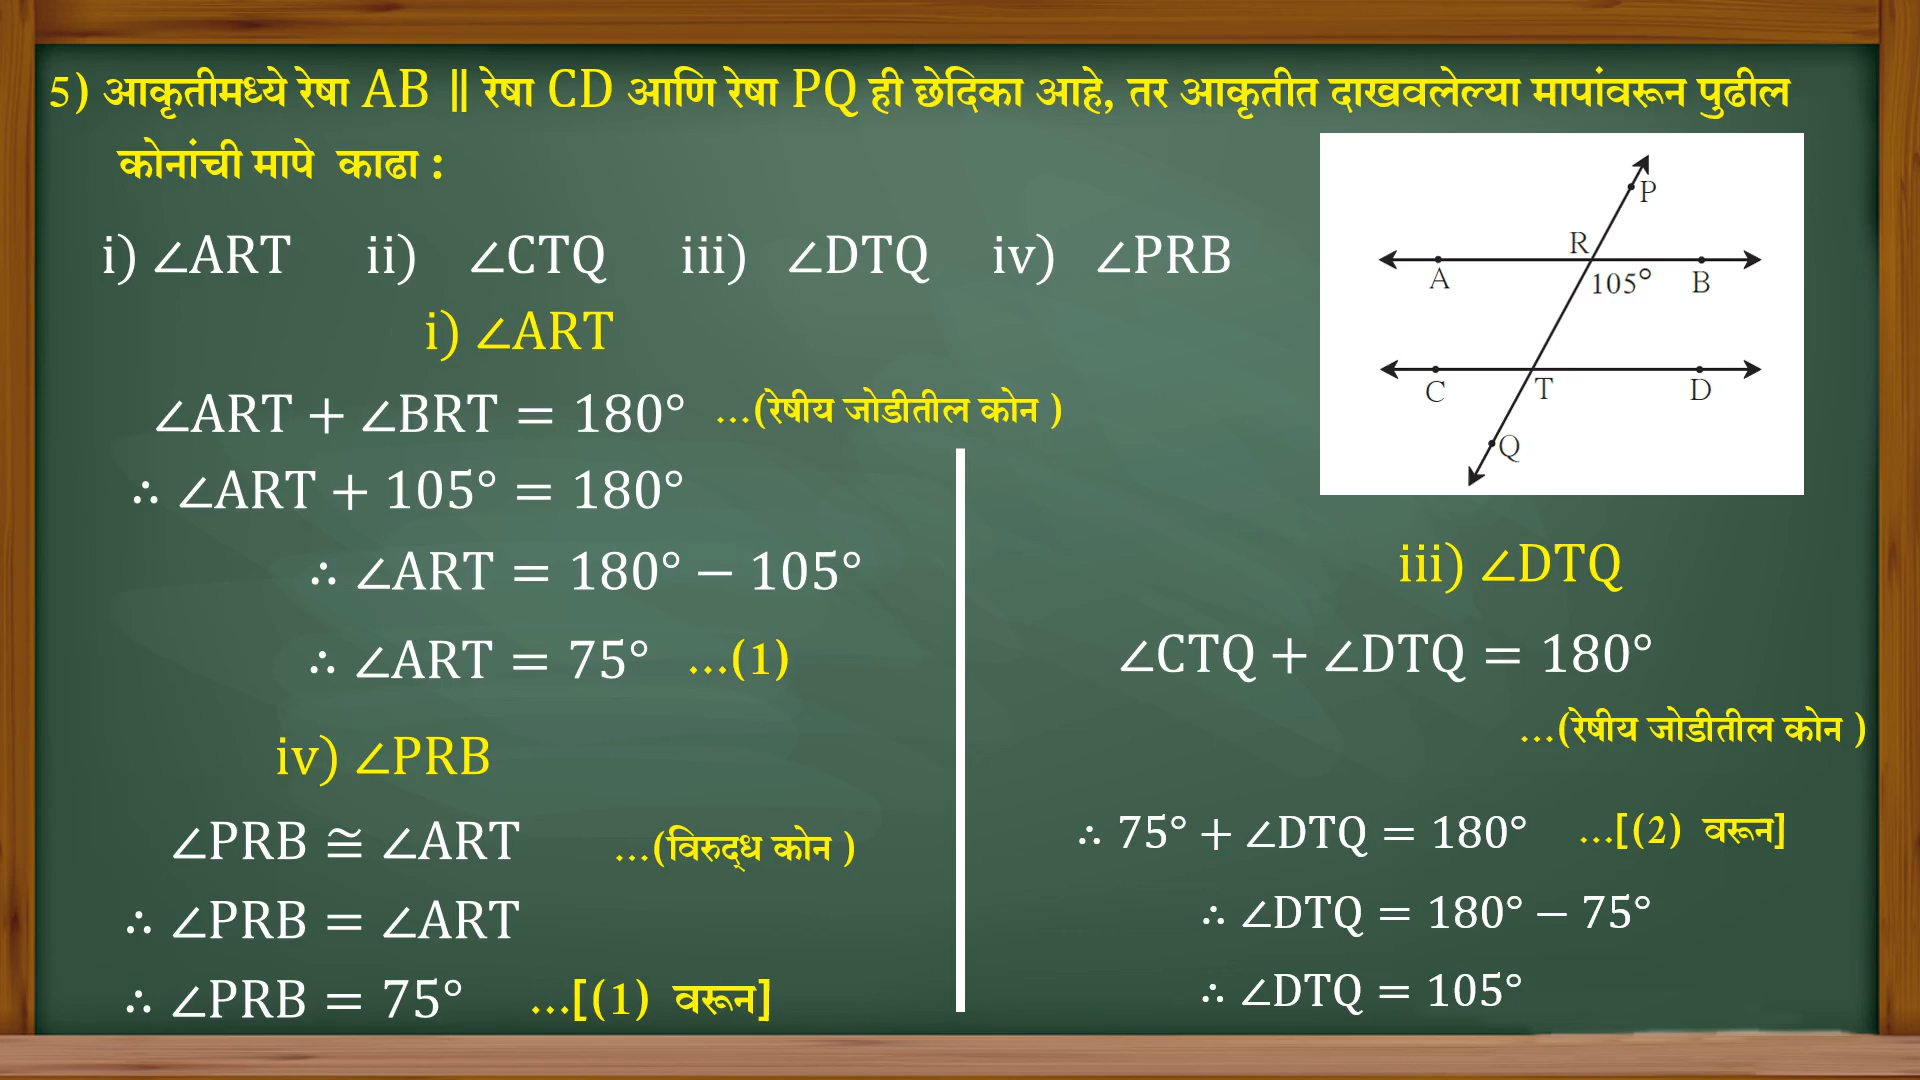 5) आकृतीमध्ये रेषा AB ∥ रेषा CD आणि रेषा PQ ही छेदिका आहे, तर आकृतीत दाखवलेल्या मापांवरून पुढील
कोनांची मापे काढा :
i) ∠ART ii) ∠CTQ iii) ∠DTQ iv) ∠PRB
P
R
A
105°
B
C
T
D
Q
i) ∠ART
∠ART + ∠BRT = 180° ...(रेषीय जोडीतील कोन )
∴ ∠ART + 105° = 180°
∴ ∠ART = 180° − 105°
∴ ∠ART = 75° ...(1)
iv) ∠PRB
∠PRB ≅ ∠ART ...(विरुद्ध कोन )
∴ ∠PRB = ∠ART
∴ ∠PRB = 75° ...[(1) वरून]
iii) ∠DTQ
∠CTQ + ∠DTQ = 180°
...(रेषीय जोडीतील कोन )
∴ 75° + ∠DTQ = 180° ...[(2) वरून]
∴ ∠DTQ = 180° − 75°
∴ ∠DTQ = 105°